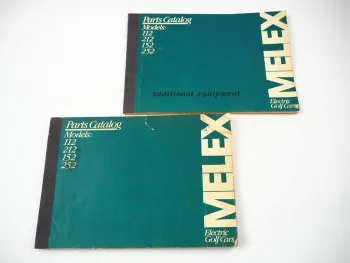 Parts Catalog
Models:
112
212
152
252
Additional equipment
MELEX
Electric
Golf Cars
Parts Catalog
Models:
112
212
152
252
MELEX
Electric
Golf Cars